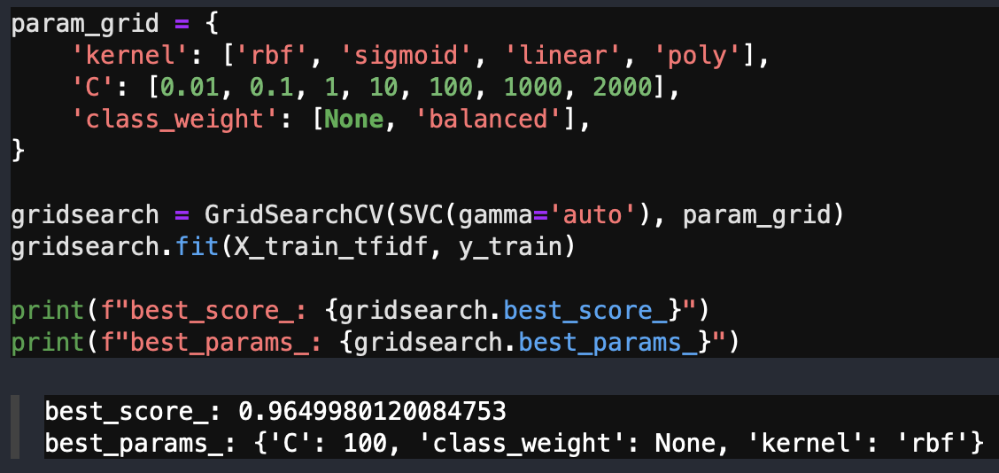 param_grid = {
    'kernel': ['rbf', 'sigmoid', 'linear', 'poly'],
    'C': [0.01, 0.1, 1, 10, 100, 1000, 2000],
    'class_weight': [None, 'balanced'],
}
gridsearch = GridSearchCV(SVC(gamma='auto'), param_grid)
gridsearch.fit(X_train_tfidf, y_train)
print(f"best_score_: {gridsearch.best_score_}")
print(f"best_params_: {gridsearch.best_params_}")
best_score_: 0.9649980120084753
best_params_: {'C': 100, 'class_weight': None, 'kernel': 'rbf'}